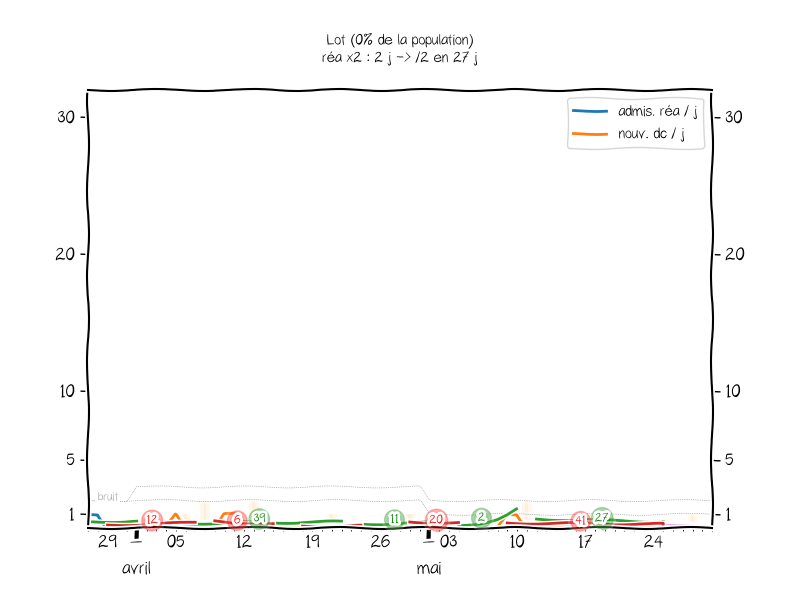 Lot (0% de la population)
réa x2 : 2 j -> /2 en 27 j
admis. réa / j
nouv. dc / j
30 30
20 20
10 10
5 5
bruit
1 1
12 6 39 11 20 2 41 27
29 05 12 19 26 03 10 17 24
avril mai